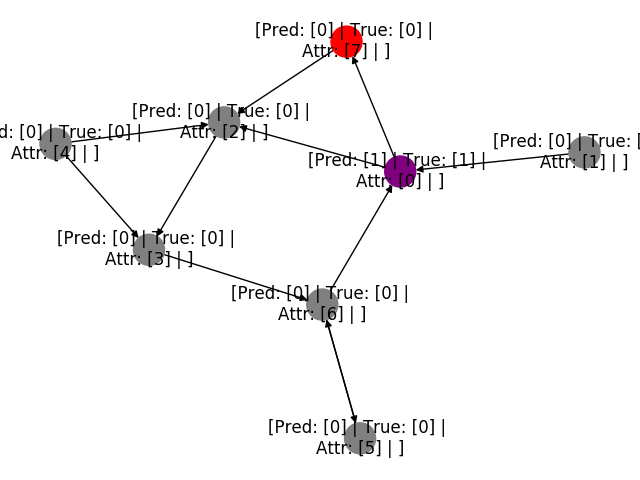 [Pred: [0] | True: [0] |
Attr: [7] | ]
[Pred: [0] | True: [0] |
Attr: [2] | ]
d: [0] | True: [0] |
Attr: [4] | ]
[Pred: [0] | True: [
Attr: [1] | ]
[Pred: [1] | True: [1] |
Attr: [0] | ]
[Pred: [0] | True: [0] |
Attr: [3] | ]
[Pred: [0] | True: [0] |
Attr: [6] | ]
[Pred: [0] | True: [0] |
Attr: [5] | ]